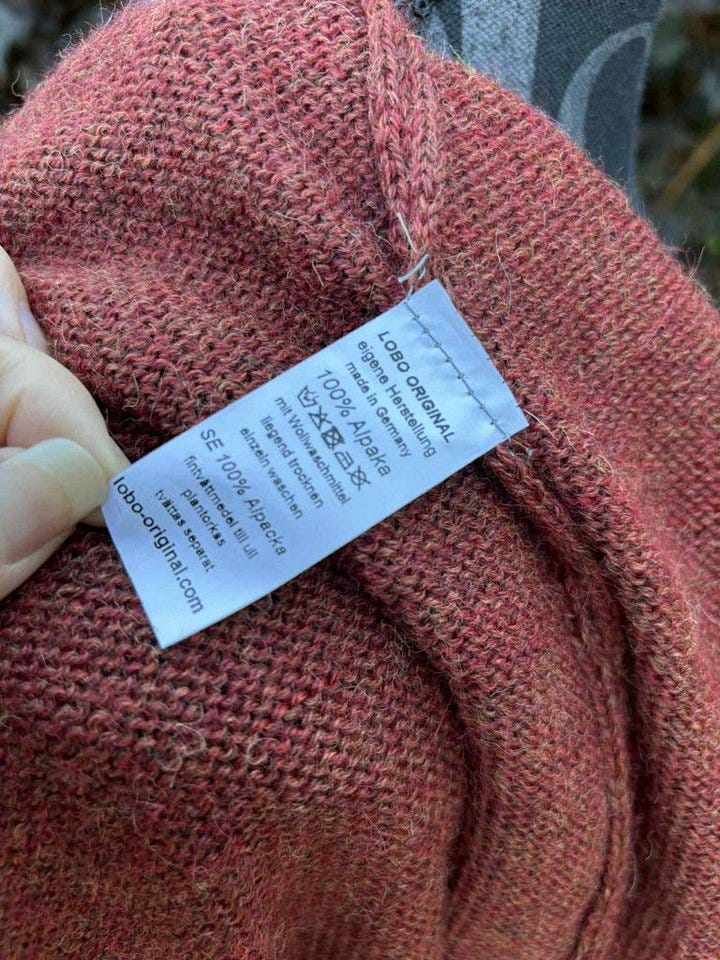 LOBO ORIGINAL
eigene Herstellung
made in Germany
100% Alpaka
mit Wollwaschmittel
liegend trocknen
einzeln waschen
SE 100% Alpacka
fintvättmedel till ull
plantorkas
tvättas separat
lobo-original.com